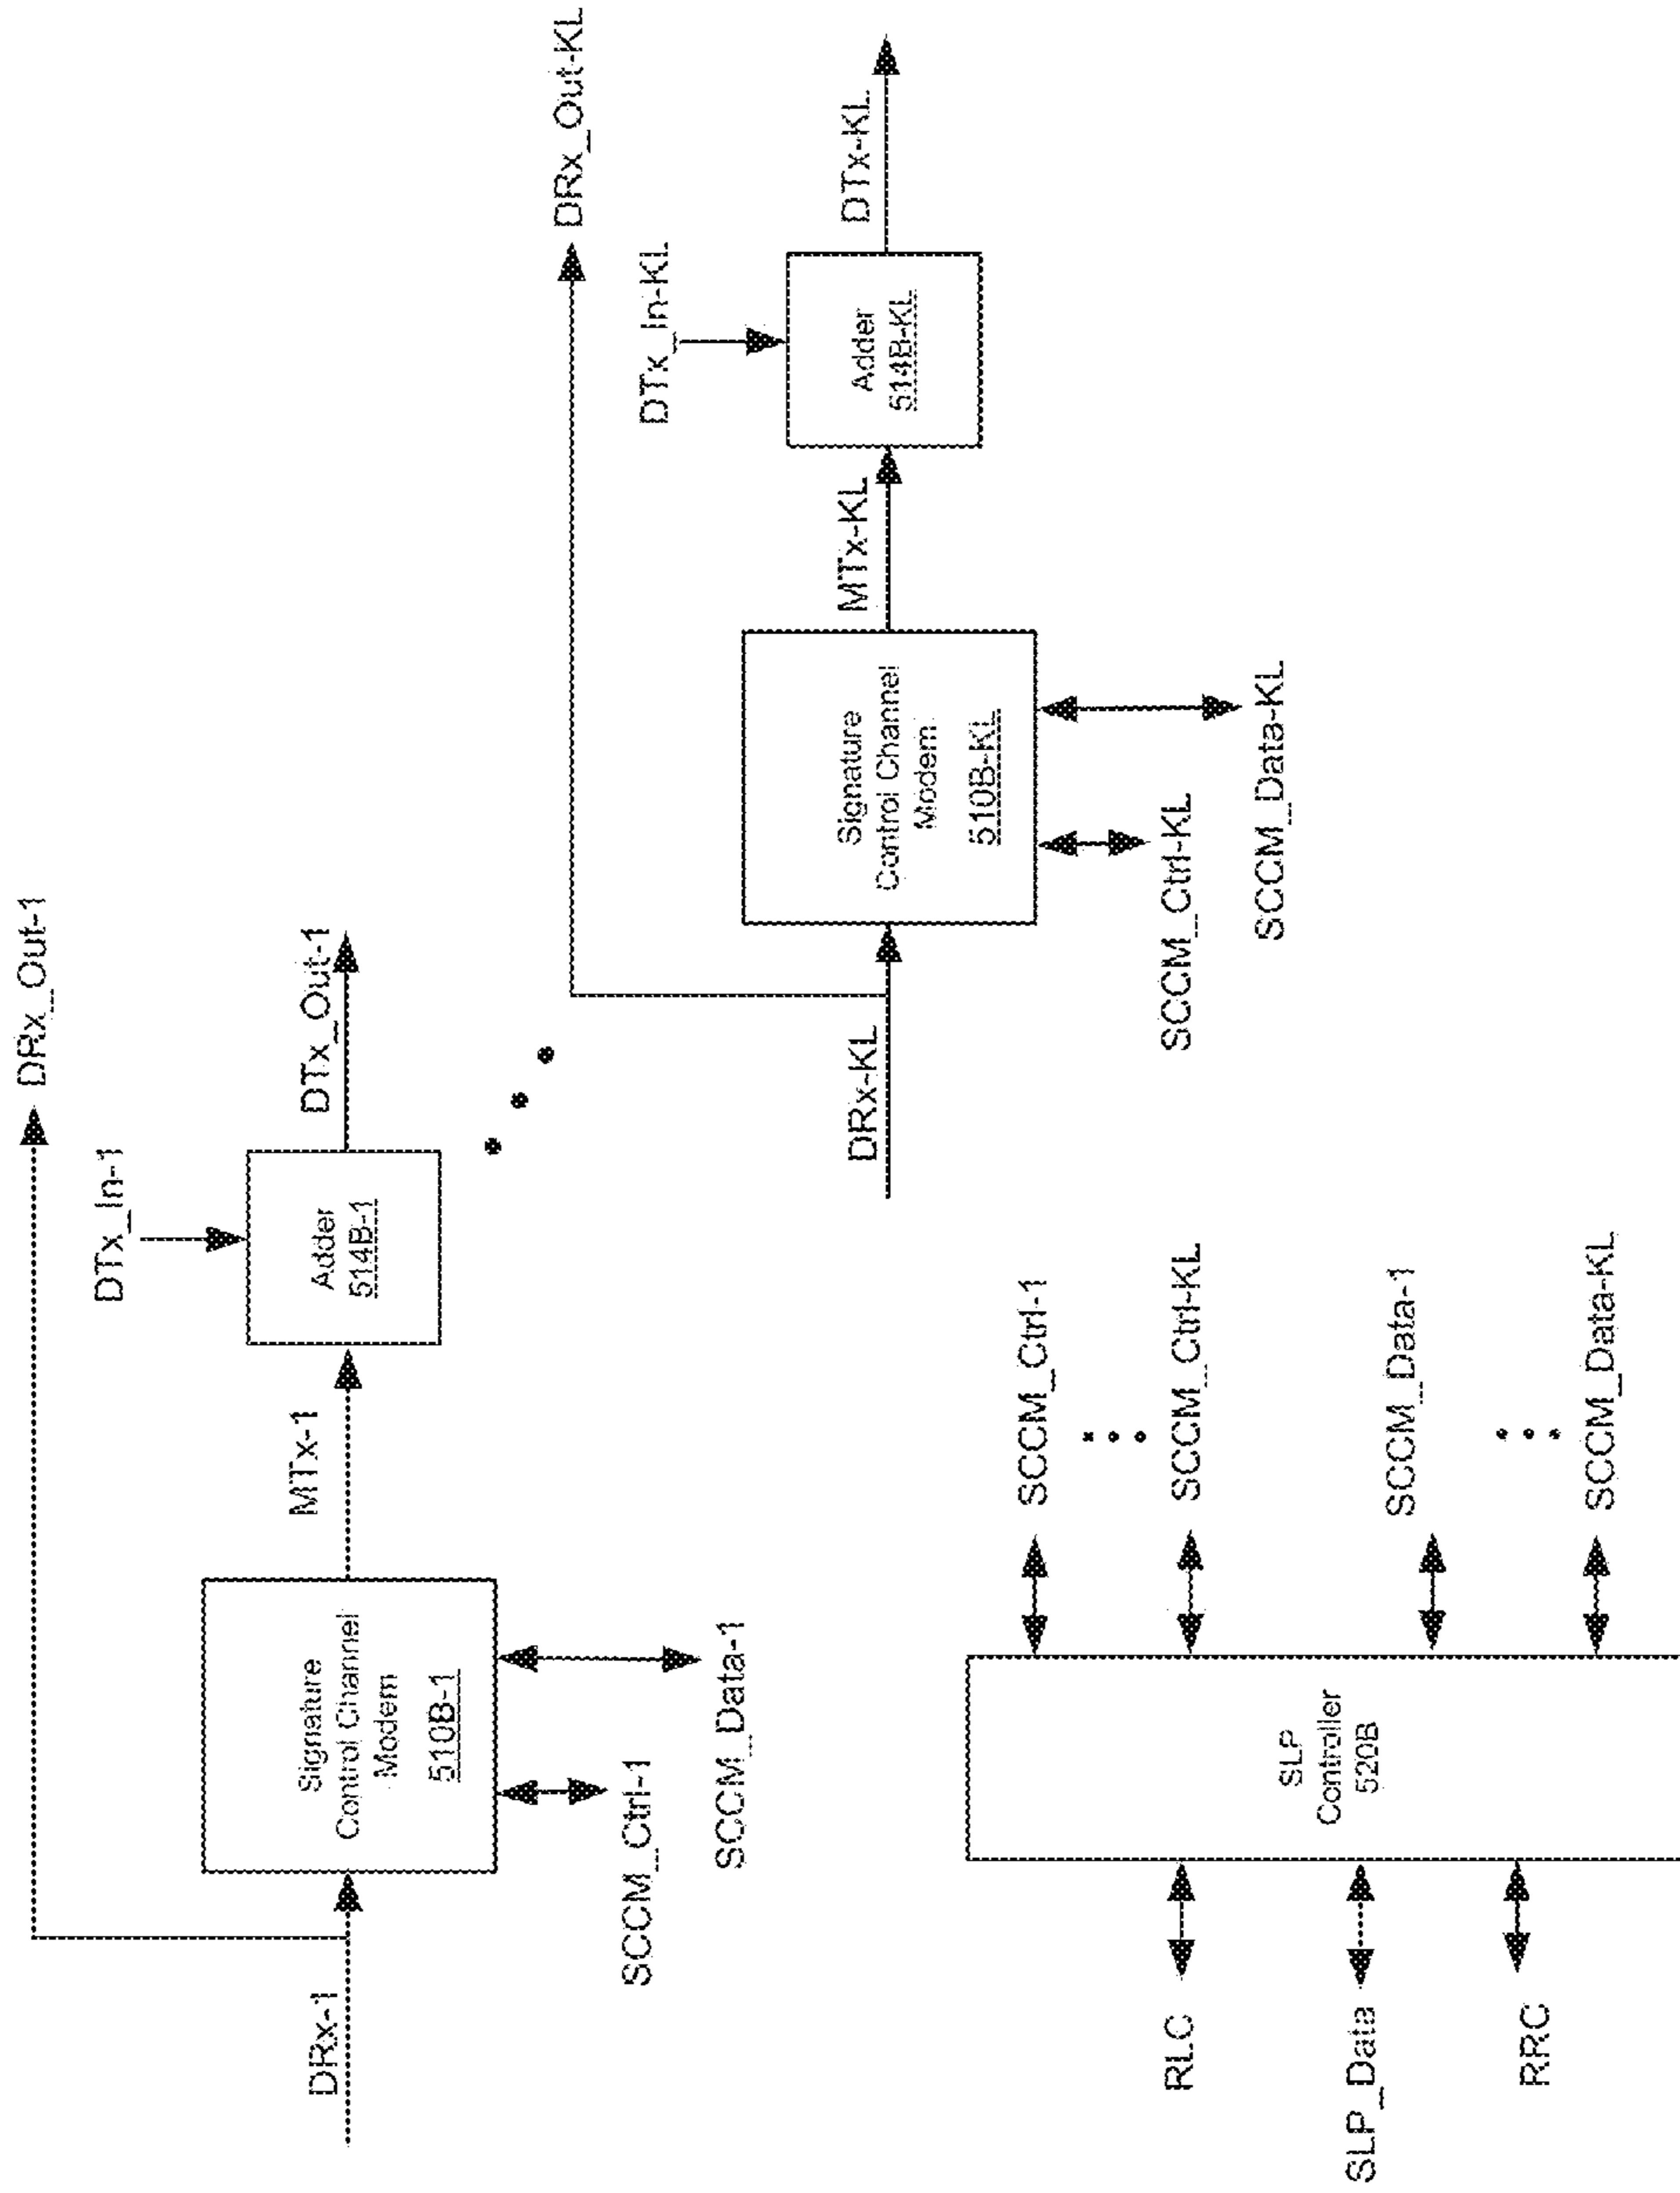 DRx_Out-1
DTx_In-1
DRx-1
Signature
Control Channel
Modem
510B-1
MTx-1
Adder
514B-1
DTx_Out-1
SCCM_Ctrl-1
SCCM_Data-1
DRx_Out-KL
DTx_In-KL
DRx-KL
Signature
Control Channel
Modem
510B-KL
MTx-KL
Adder
514B-KL
DTx-KL
SCCM_Ctrl-KL
SCCM_Data-KL
RLC
SLP_Data
RRC
SLP
Controller
520B
SCCM_Ctrl-1
SCCM_Ctrl-KL
SCCM_Data-1
SCCM_Data-KL